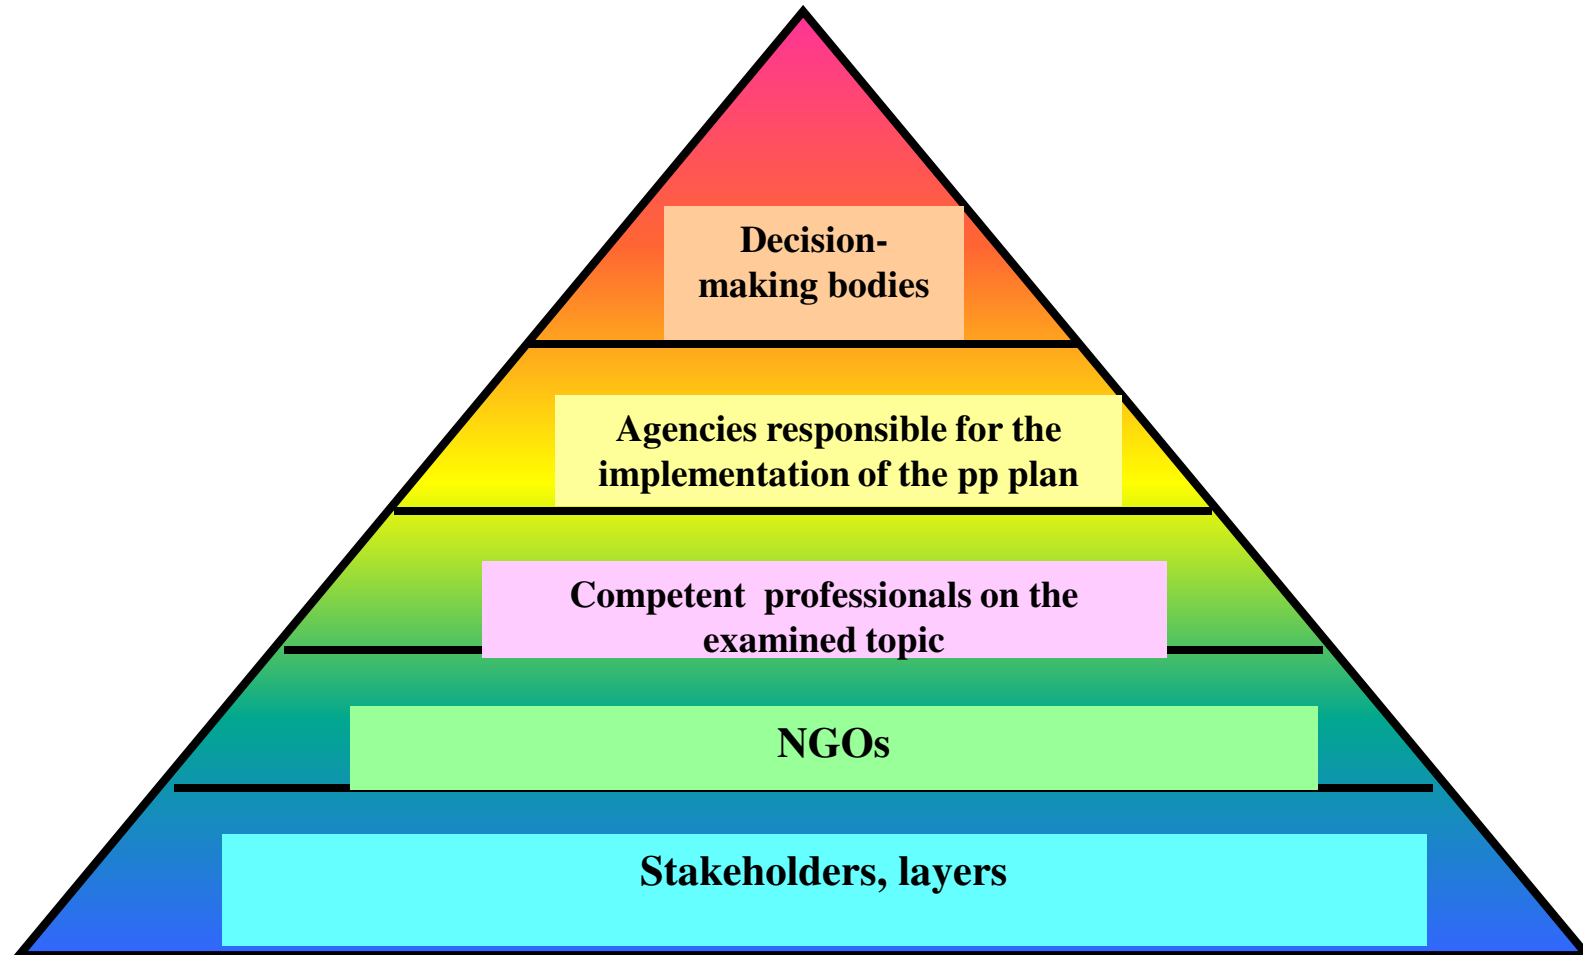 Decision-
making bodies
Agencies responsible for the
implementation of the pp plan
Competent  professionals on the
examined topic
NGOs
Stakeholders, layers